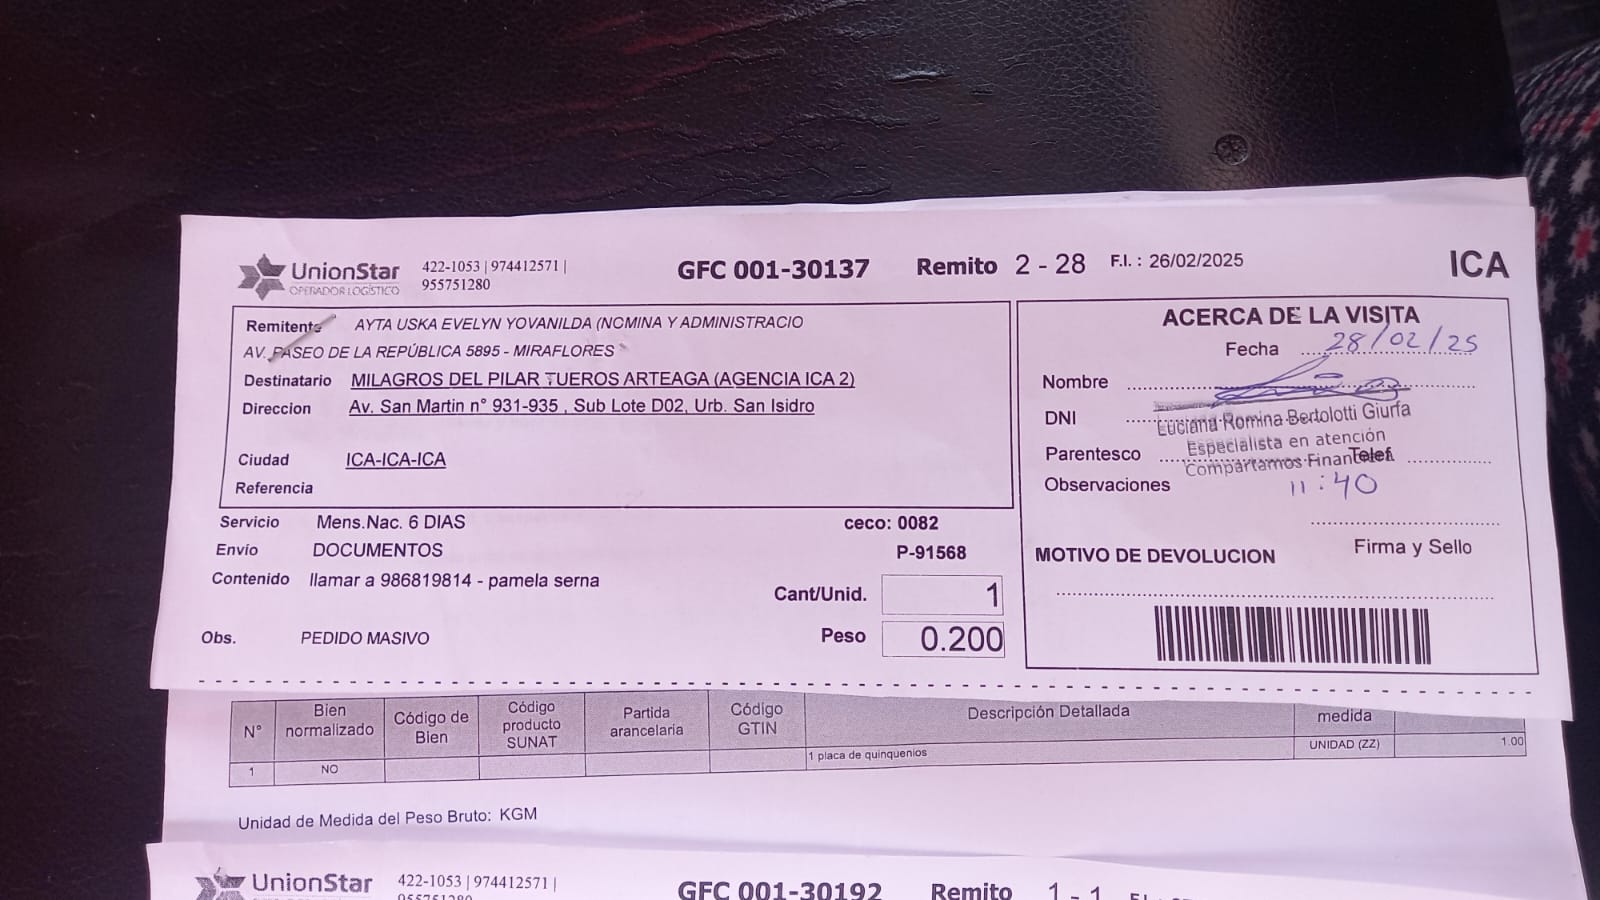 UnionStar
OPERADOR LOGÍSTICO
422-1053 | 974412571 |
955751280
GFC 001-30137
Remito 2 - 28
F.I. : 26/02/2025
ICA
Remitente AYTA USKA EVELYN YOVANILDA (NOMINA Y ADMINISTRACIO
AV. PASEO DE LA REPÚBLICA 5895 - MIRAFLORES
Destinatario MILAGROS DEL PILAR TUEROS ARTEAGA (AGENCIA ICA 2)
Direccion Av. San Martin n° 931-935 , Sub Lote D02, Urb. San Isidro
Ciudad ICA-ICA-ICA
Referencia
Servicio Mens.Nac. 6 DIAS
ceco: 0082
Envío DOCUMENTOS
P-91568
Contenido llamar a 986819814 - pamela serna
Cant/Unid. 1
Obs. PEDIDO MASIVO
Peso 0.200
ACERCA DE LA VISITA
Fecha 28/02/25
Nombre
DNI
Luciana Romina Bertolotti Giurfa
Especialista en atención
Parentesco
Telef.
Compartamos Financiera
Observaciones
11:40
Firma y Sello
MOTIVO DE DEVOLUCION
N° Bien normalizado Código de Bien Código producto SUNAT Partida arancelaria Código GTIN Descripción Detallada medida
1 NO 1 placa de quinquenios UNIDAD (ZZ) 1.00
Unidad de Medida del Peso Bruto: KGM
UnionStar
422-1053 | 974412571 |
955751280
GFC 001-30192
Remito 1 - 1